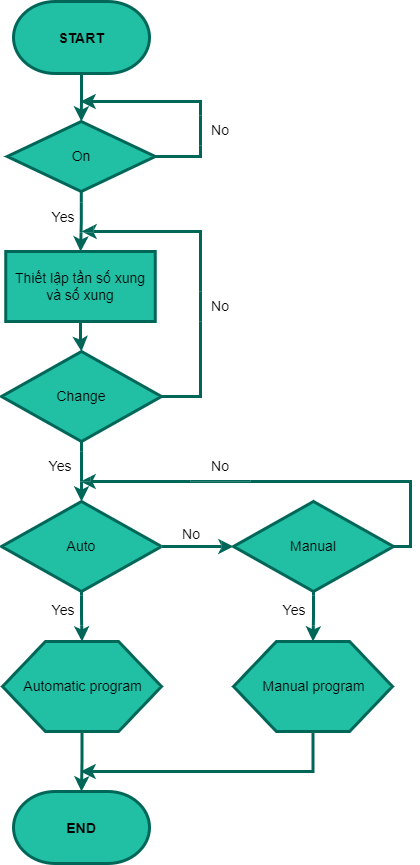 START
No
On
Yes
Thiết lập tần số xung
và số xung
No
Change
Yes
No
Auto
No
Manual
Yes
Yes
Automatic program
Manual program
END